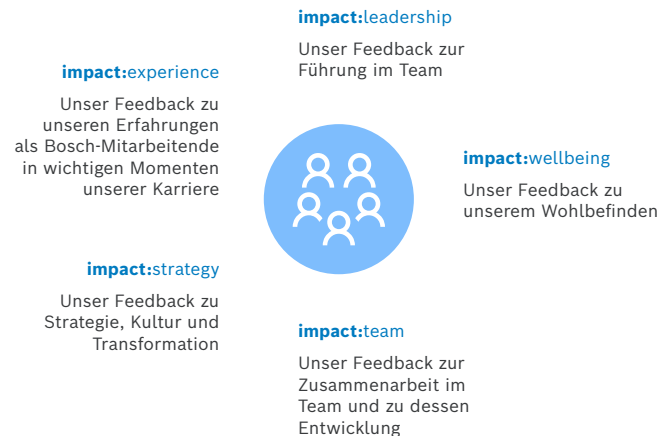 impact:leadership
Unser Feedback zur
Führung im Team
impact:experience
Unser Feedback zu
unseren Erfahrungen
als Bosch-Mitarbeitende
in wichtigen Momenten
unserer Karriere
impact:wellbeing
Unser Feedback zu
unserem Wohlbefinden
impact:strategy
Unser Feedback zu
Strategie, Kultur und
Transformation
impact:team
Unser Feedback zur
Zusammenarbeit im
Team und zu dessen
Entwicklung